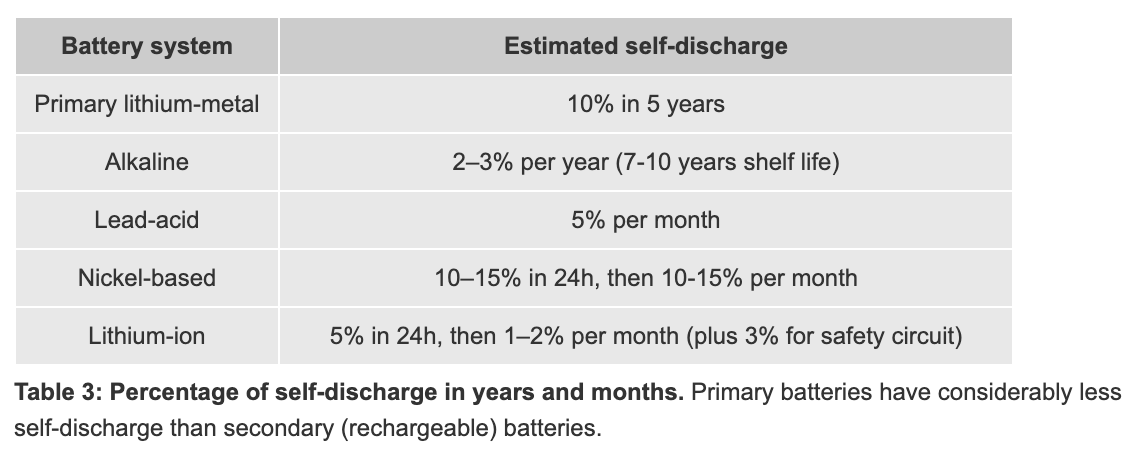 Battery system Estimated self-discharge
Primary lithium-metal 10% in 5 years
Alkaline 2–3% per year (7-10 years shelf life)
Lead-acid 5% per month
Nickel-based 10–15% in 24h, then 10-15% per month
Lithium-ion 5% in 24h, then 1–2% per month (plus 3% for safety circuit)
Table 3: Percentage of self-discharge in years and months. Primary batteries have considerably less
self-discharge than secondary (rechargeable) batteries.